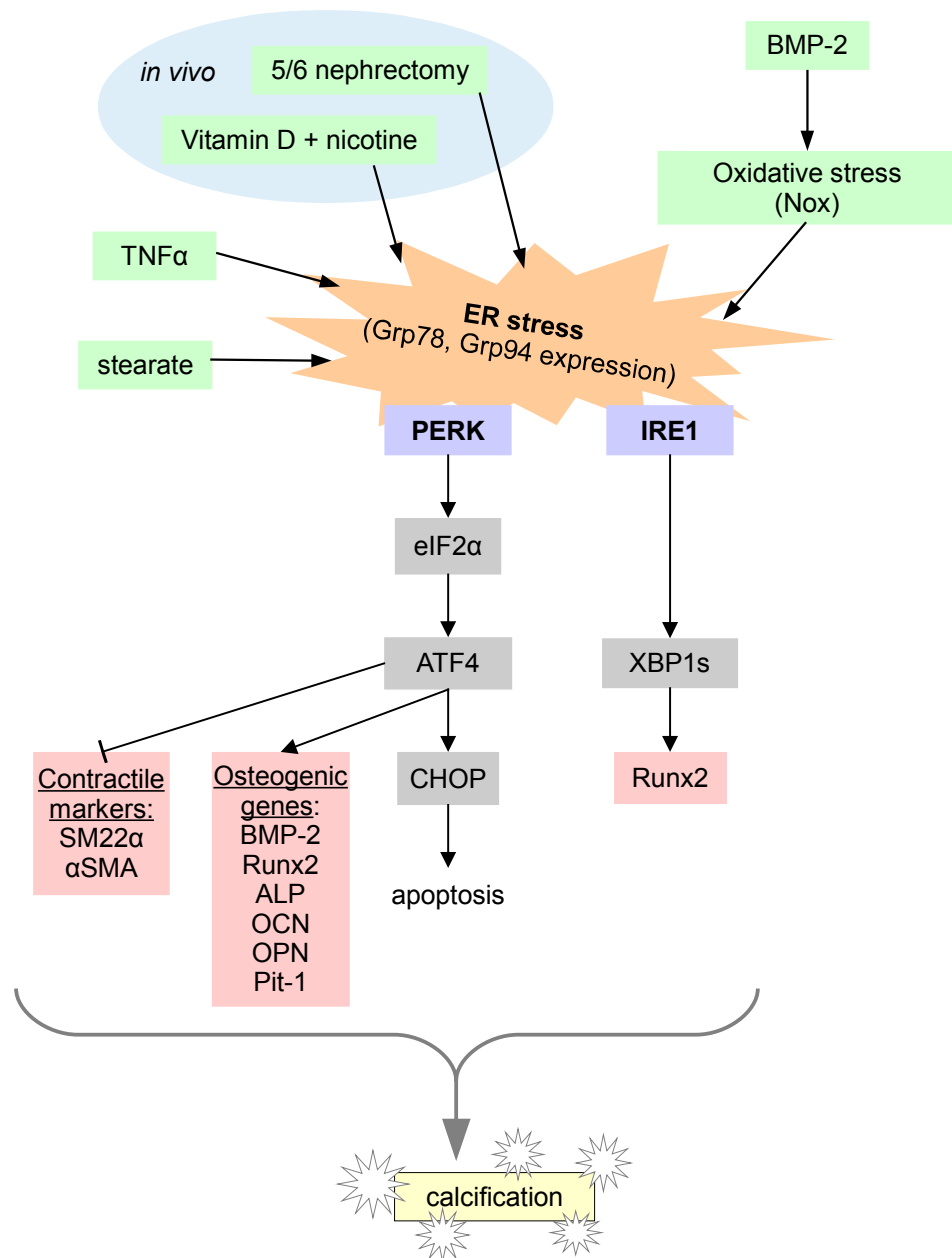 in vivo
5/6 nephrectomy
Vitamin D + nicotine
BMP-2
Oxidative stress
(Nox)
TNFα
stearate
ER stress
(Grp78, Grp94 expression)
PERK
IRE1
eIF2α
ATF4
XBP1s
Contractile
markers:
SM22α
αSMA
Osteogenic
genes:
BMP-2
Runx2
ALP
OCN
OPN
Pit-1
CHOP
apoptosis
Runx2
calcification